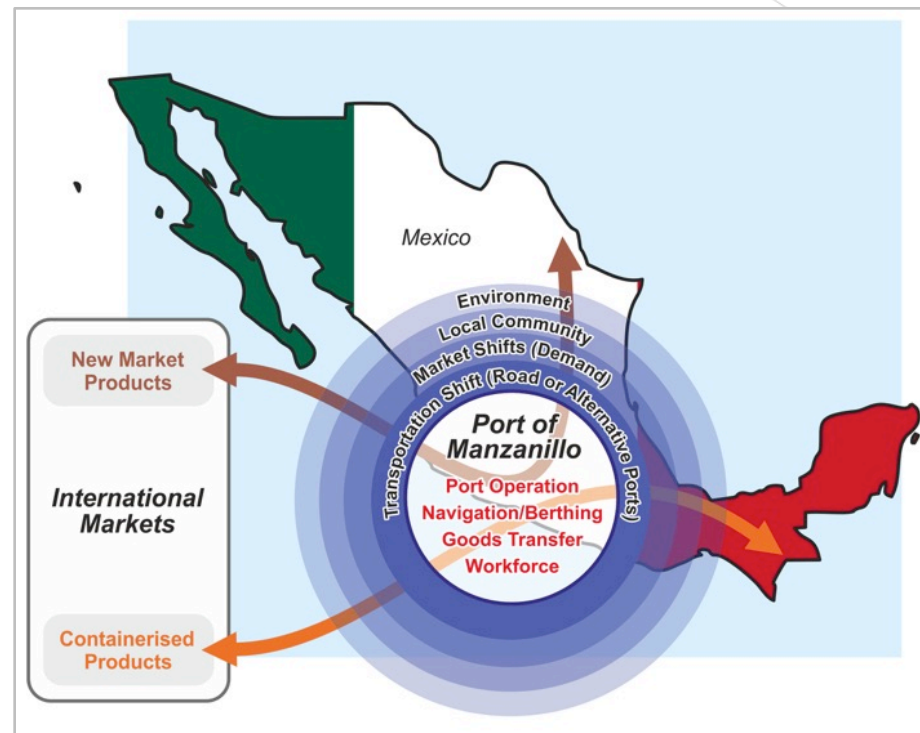 Mexico
Environment
Local Community
Market Shifts (Demand)
Transportation Shift (Road or Alternative Ports)
Port of
Manzanillo
Port Operation
Navigation/Berthing
Goods Transfer
Workforce
New Market
Products
International
Markets
Containerised
Products